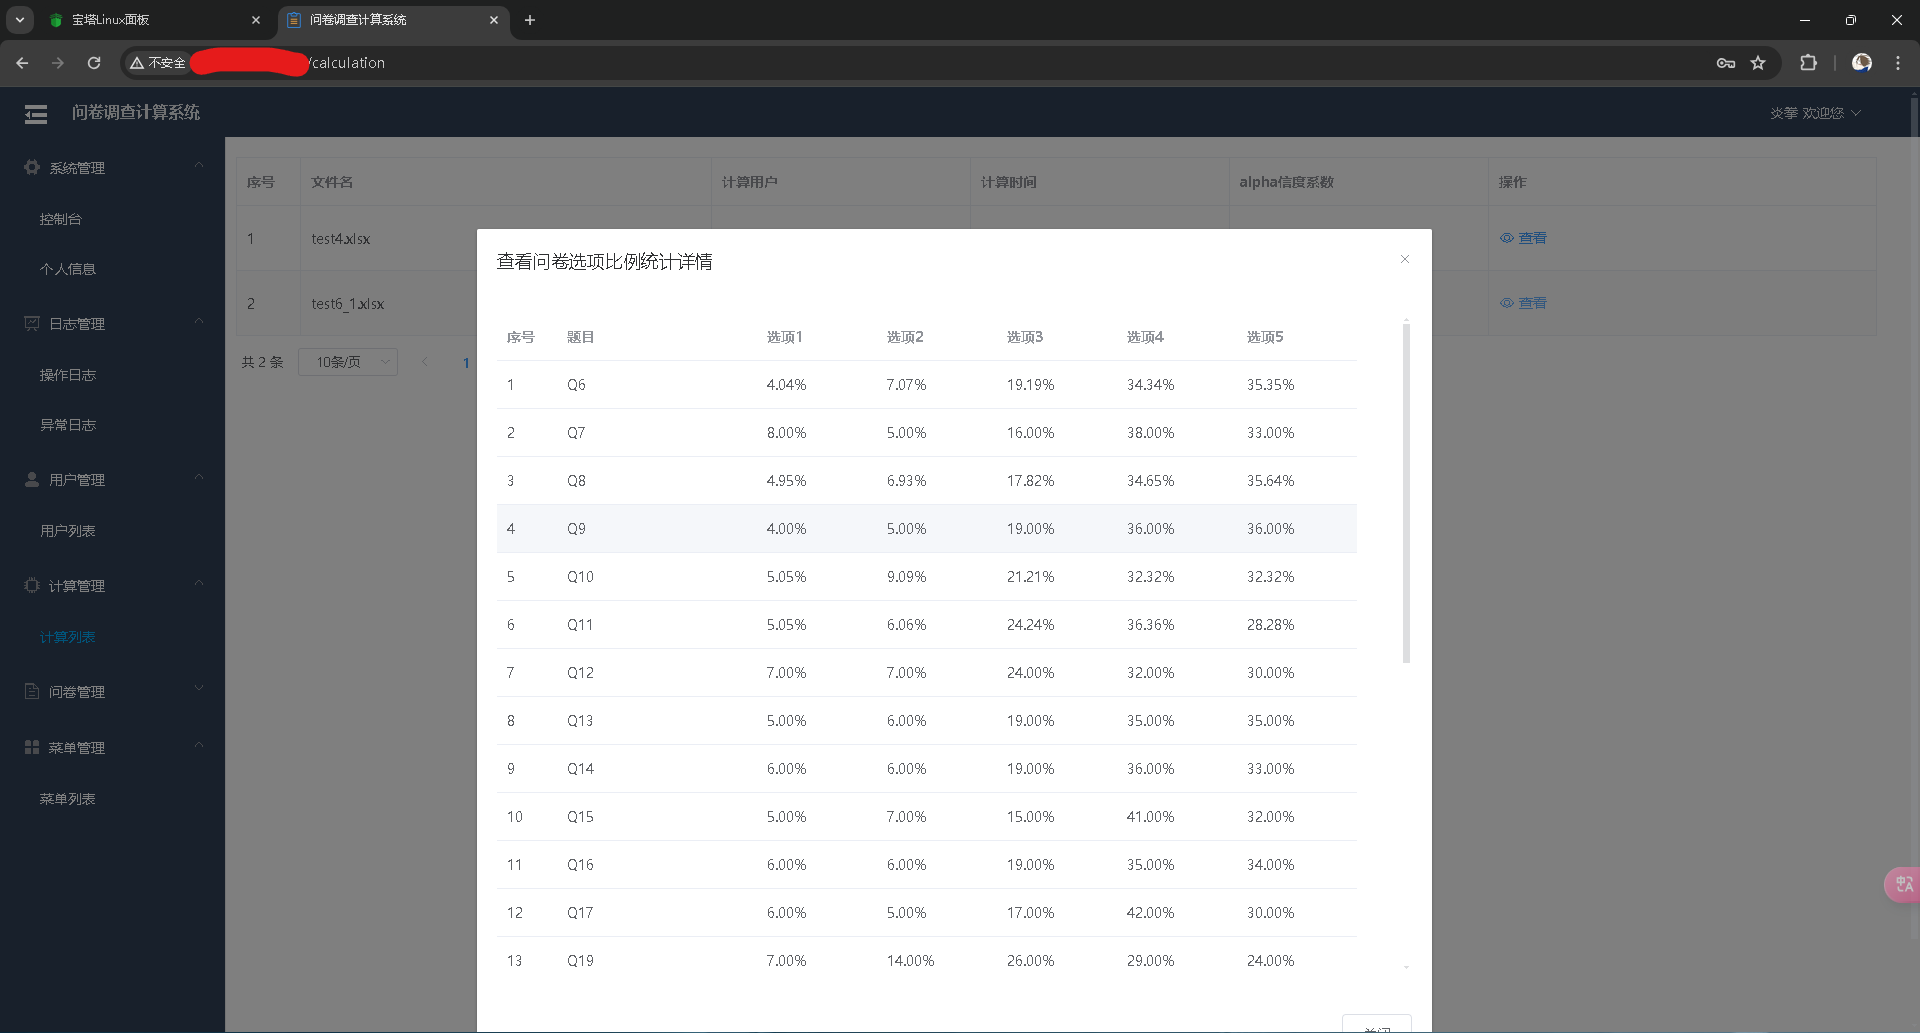 宝塔Linux面板
问卷调查计算系统
不安全
/calculation
问卷调查计算系统
炎拳 欢迎您
系统管理
控制台
个人信息
日志管理
操作日志
异常日志
用户管理
用户列表
计算管理
计算列表
问卷管理
菜单管理
菜单列表
序号 文件名 计算用户 计算时间 alpha信度系数 操作
1 test4.xlsx 查看
2 test6_1.xlsx 查看
共 2 条 10条/页 1
查看问卷选项比例统计详情
序号 题目 选项1 选项2 选项3 选项4 选项5
1 Q6 4.04% 7.07% 19.19% 34.34% 35.35%
2 Q7 8.00% 5.00% 16.00% 38.00% 33.00%
3 Q8 4.95% 6.93% 17.82% 34.65% 35.64%
4 Q9 4.00% 5.00% 19.00% 36.00% 36.00%
5 Q10 5.05% 9.09% 21.21% 32.32% 32.32%
6 Q11 5.05% 6.06% 24.24% 36.36% 28.28%
7 Q12 7.00% 7.00% 24.00% 32.00% 30.00%
8 Q13 5.00% 6.00% 19.00% 35.00% 35.00%
9 Q14 6.00% 6.00% 19.00% 36.00% 33.00%
10 Q15 5.00% 7.00% 15.00% 41.00% 32.00%
11 Q16 6.00% 6.00% 19.00% 35.00% 34.00%
12 Q17 6.00% 5.00% 17.00% 42.00% 30.00%
13 Q19 7.00% 14.00% 26.00% 29.00% 24.00%